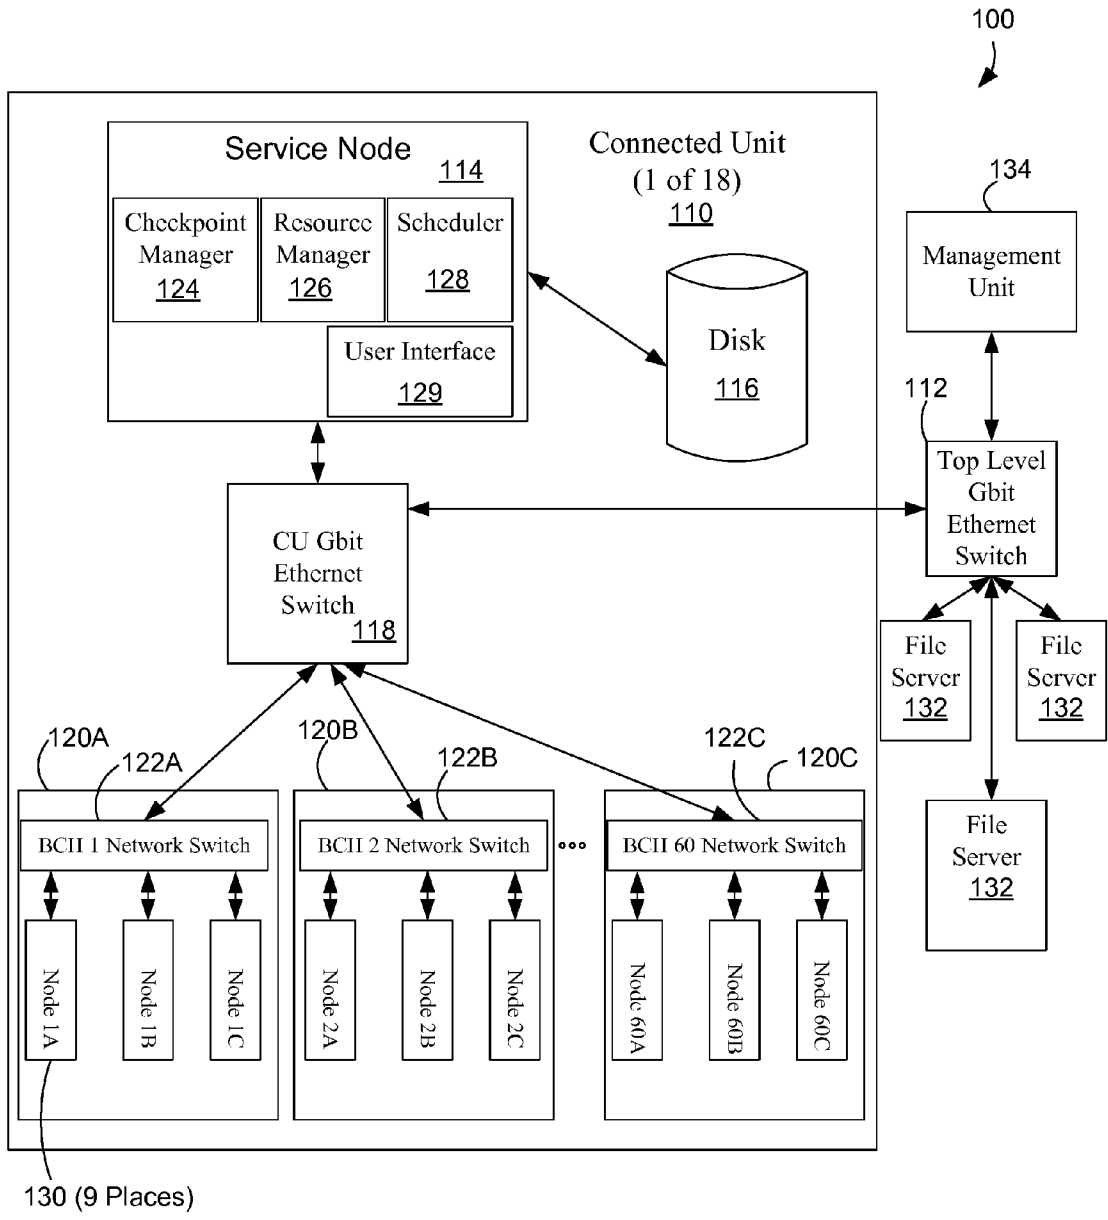 100
Service Node
114
Connected Unit
(1 of 18)
110
134
Checkpoint
Manager
124
Resource
Manager
126
Scheduler
128
User Interface
129
Disk
116
Management
Unit
112
Top Level
Gbit
Ethernet
Switch
CU Gbit
Ethernet
Switch
118
File
Server
132
File
Server
132
File
Server
132
120A
122A
120B
122B
122C
120C
BCII 1 Network Switch
BCII 2 Network Switch
BCII 60 Network Switch
Node 1A
Node 1B
Node 1C
Node 2A
Node 2B
Node 2C
Node 60A
Node 60B
Node 60C
130 (9 Places)